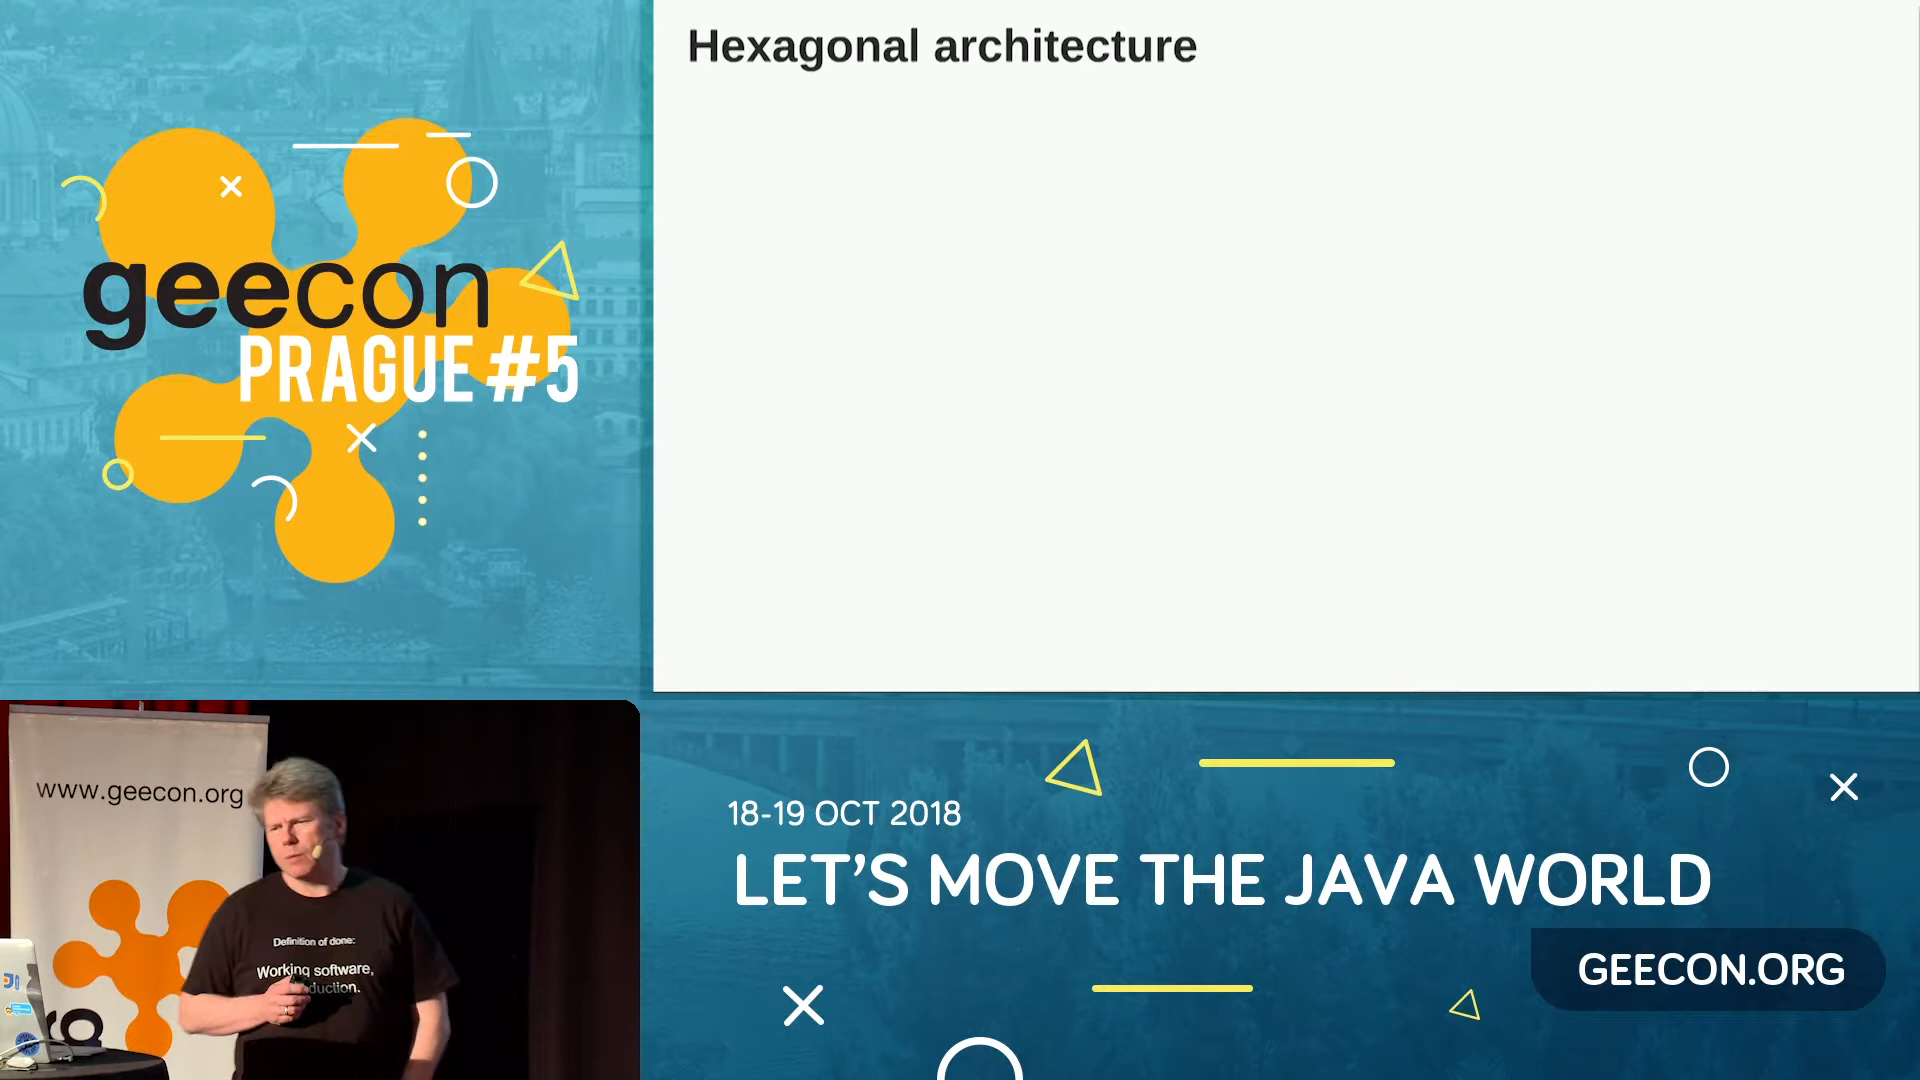 Hexagonal architecture
geecon
PRAGUE #5
www.geecon.org
Definition of done:
Working software,
duction.
18-19 OCT 2018
LET'S MOVE THE JAVA WORLD
GEECON.ORG